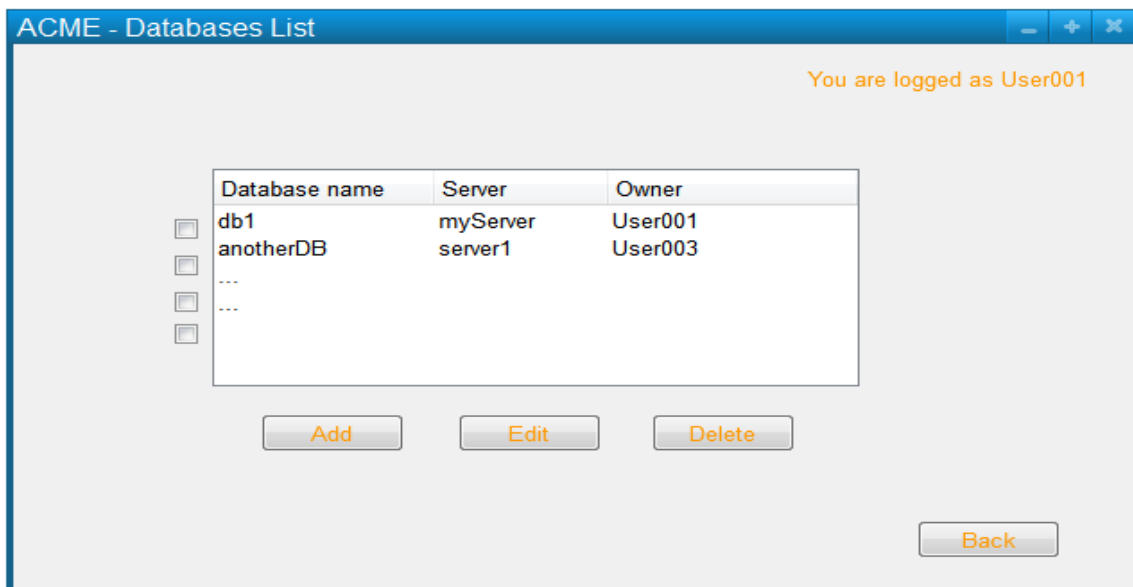 ACME - Databases List
You are logged as User001
Database name Server Owner
db1 myServer User001
anotherDB server1 User003
---
---
Add Edit Delete
Back